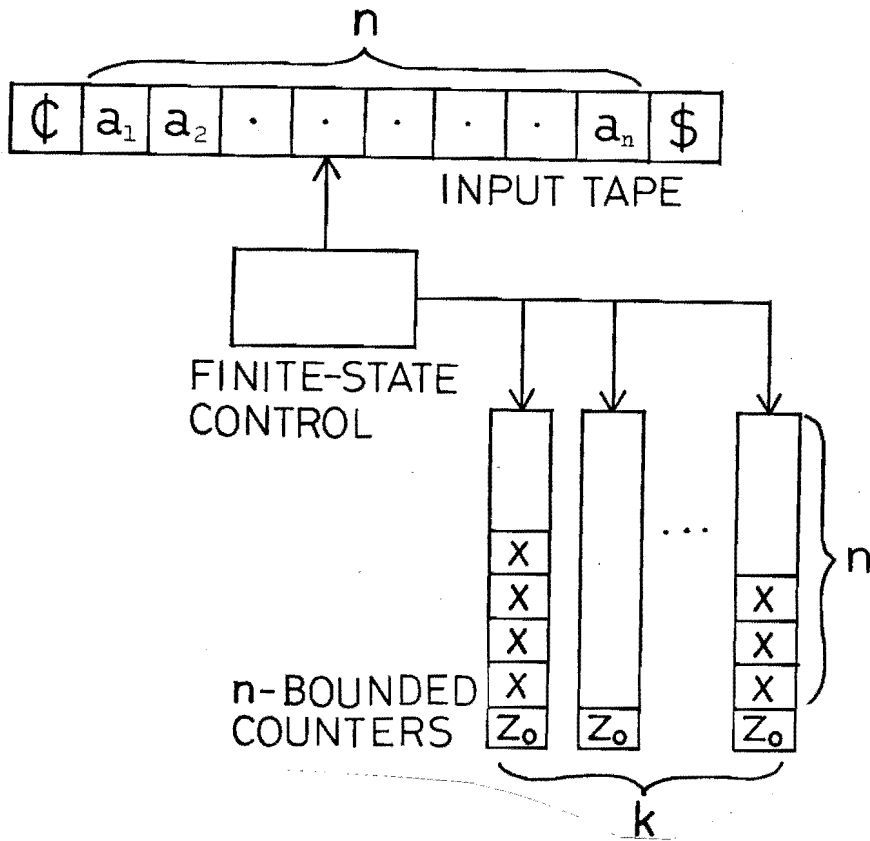 n
¢ a₁ a₂ · · · · · aₙ $
INPUT TAPE
FINITE-STATE
CONTROL
X
X X
X X
X X
n
...
n-BOUNDED
COUNTERS
Z₀ Z₀ Z₀
k